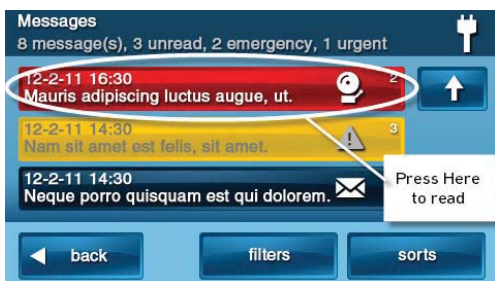 Messages
8 message(s), 3 unread, 2 emergency, 1 urgent
12-2-11 16:30
2
Mauris adipiscing luctus augue, ut.
12-2-11 14:30
3
Nam sit amet est felis, sit amet.
12-2-11 14:30
Neque porro quisquam est qui dolorem.
Press Here
to read
back
filters
sorts